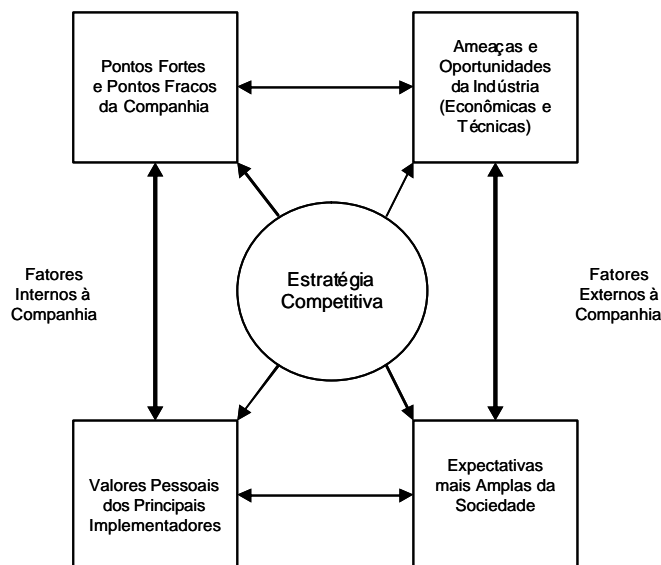 Pontos Fortes
e Pontos Fracos
da Companhia
Ameaças e
Oportunidades
da Indústria
(Econômicas e
Técnicas)
Fatores
Internos à
Companhia
Estratégia
Competitiva
Fatores
Externos à
Companhia
Valores Pessoais
dos Principais
Implementadores
Expectativas
mais Amplas da
Sociedade